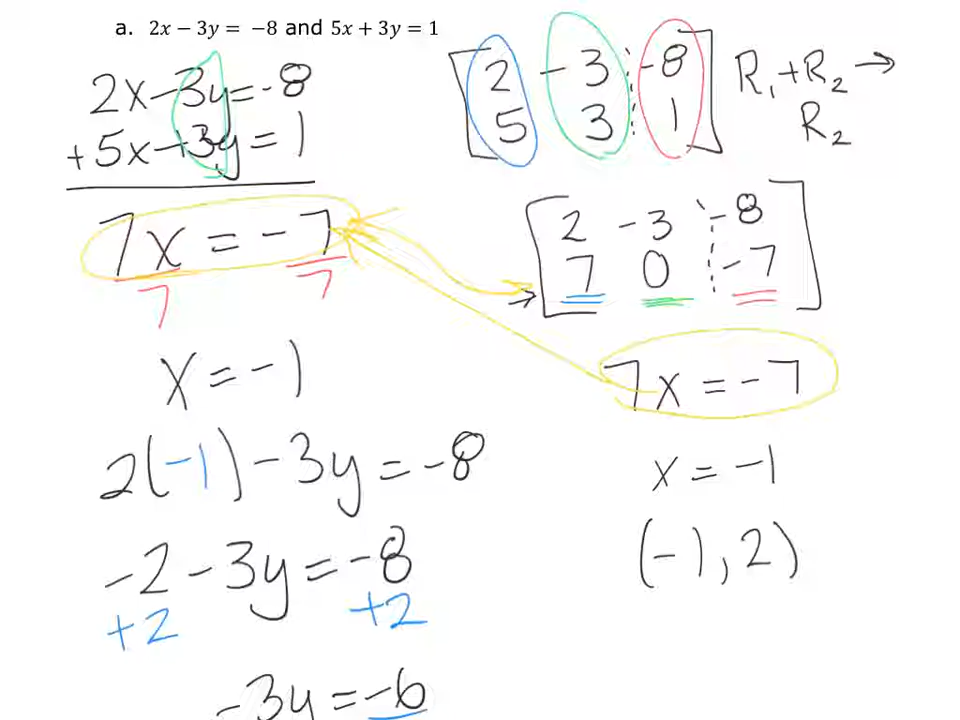 a. 2x − 3y = −8 and 5x + 3y = 1
2x - 3y = -8
+ 5x + 3y = 1
7x = -7
7 7
x = -1
2(-1) - 3y = -8
-2 - 3y = -8
+2 +2
-3y = -6
[2 -3 -8
5 3 1] R₁ + R₂ →
R₂
[2 -3 -8
→ 7 0 -7]
7x = -7
x = -1
(-1, 2)